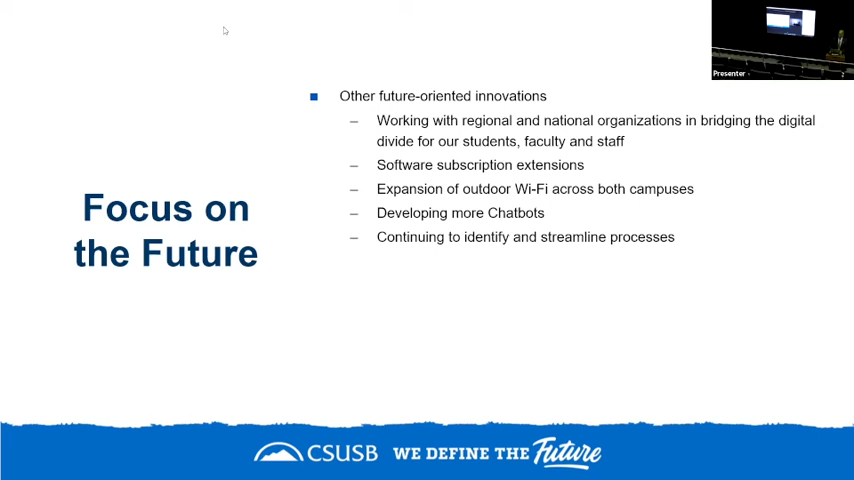 Presenter
Other future-oriented innovations
– Working with regional and national organizations in bridging the digital
divide for our students, faculty and staff
– Software subscription extensions
– Expansion of outdoor Wi-Fi across both campuses
– Developing more Chatbots
– Continuing to identify and streamline processes
Focus on
the Future
CSUSB WE DEFINE THE Future